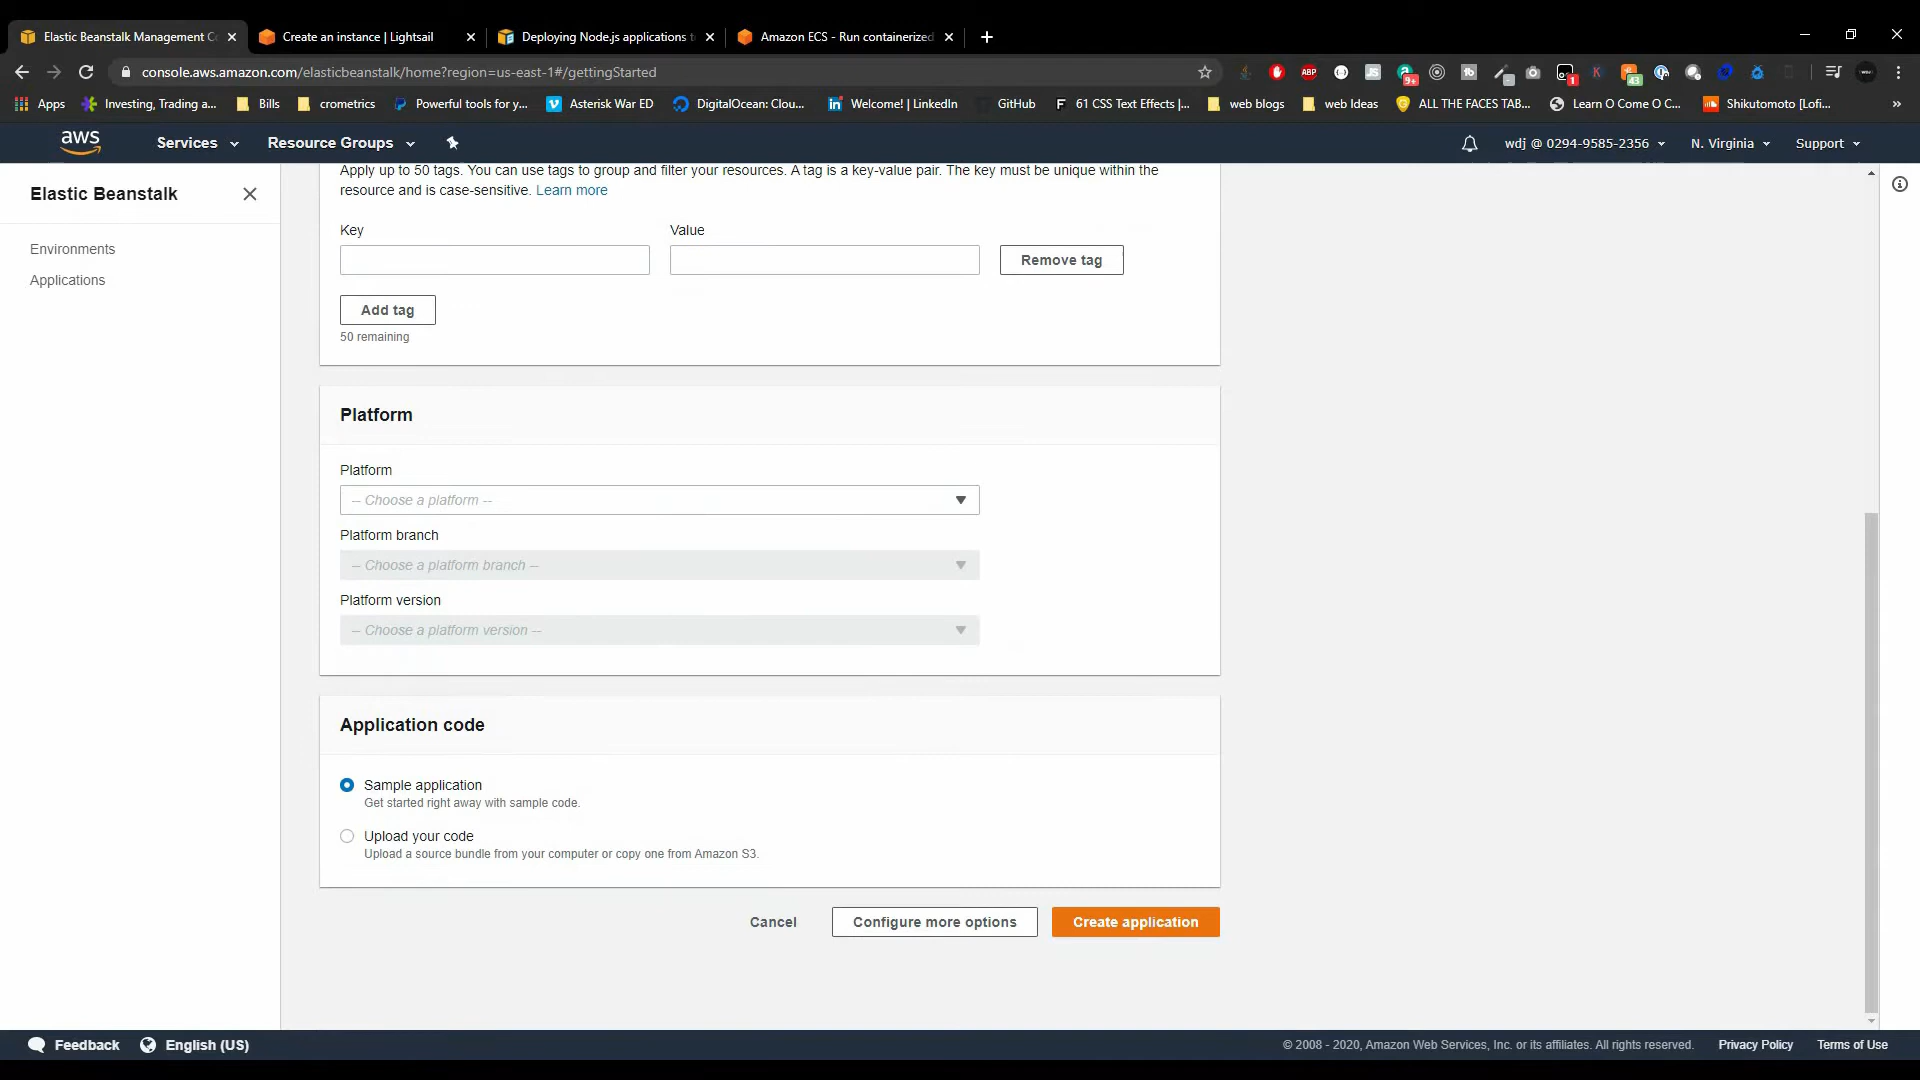 Elastic Beanstalk Management Co
Create an instance | Lightsail
Deploying Node.js applications t
Amazon ECS - Run containerized
console.aws.amazon.com/elasticbeanstalk/home?region=us-east-1#/gettingStarted
Apps
Investing, Trading a...
Bills
crometrics
Powerful tools for y...
Asterisk War ED
DigitalOcean: Clou...
Welcome! | LinkedIn
GitHub
61 CSS Text Effects |...
web blogs
web Ideas
ALL THE FACES TAB...
Learn O Come O C...
Shikutomoto [Lofi...
aws
Services
Resource Groups
wdj @ 0294-9585-2356
N. Virginia
Support
Elastic Beanstalk
Environments
Applications
Apply up to 50 tags. You can use tags to group and filter your resources. A tag is a key-value pair. The key must be unique within the
resource and is case-sensitive. Learn more
Key
Value
Remove tag
Add tag
50 remaining
Platform
Platform
-- Choose a platform --
Platform branch
-- Choose a platform branch --
Platform version
-- Choose a platform version --
Application code
Sample application
Get started right away with sample code.
Upload your code
Upload a source bundle from your computer or copy one from Amazon S3.
Cancel
Configure more options
Create application
Feedback
English (US)
© 2008 - 2020, Amazon Web Services, Inc. or its affiliates. All rights reserved.
Privacy Policy
Terms of Use